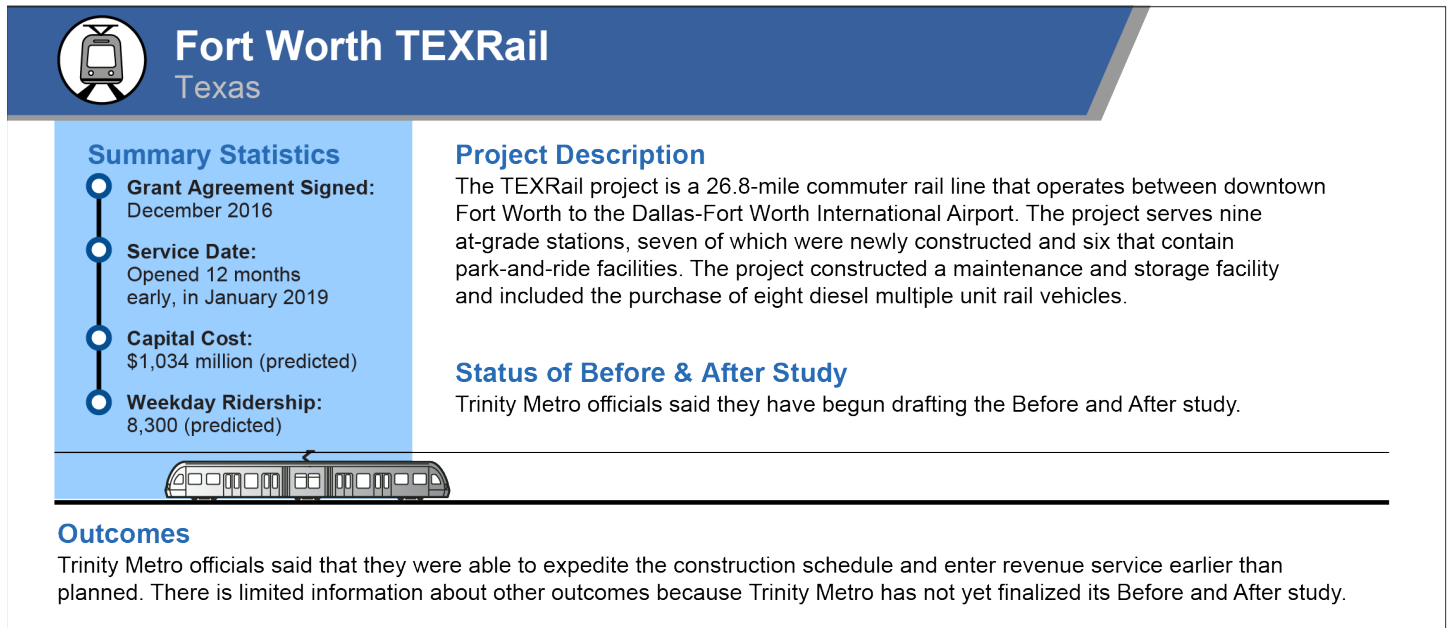 Fort Worth TEXRail
Texas
Summary Statistics
Grant Agreement Signed:
December 2016
Service Date:
Opened 12 months
early, in January 2019
Capital Cost:
$1,034 million (predicted)
Weekday Ridership:
8,300 (predicted)
Project Description
The TEXRail project is a 26.8-mile commuter rail line that operates between downtown
Fort Worth to the Dallas-Fort Worth International Airport. The project serves nine
at-grade stations, seven of which were newly constructed and six that contain
park-and-ride facilities. The project constructed a maintenance and storage facility
and included the purchase of eight diesel multiple unit rail vehicles.
Status of Before & After Study
Trinity Metro officials said they have begun drafting the Before and After study.
Outcomes
Trinity Metro officials said that they were able to expedite the construction schedule and enter revenue service earlier than
planned. There is limited information about other outcomes because Trinity Metro has not yet finalized its Before and After study.